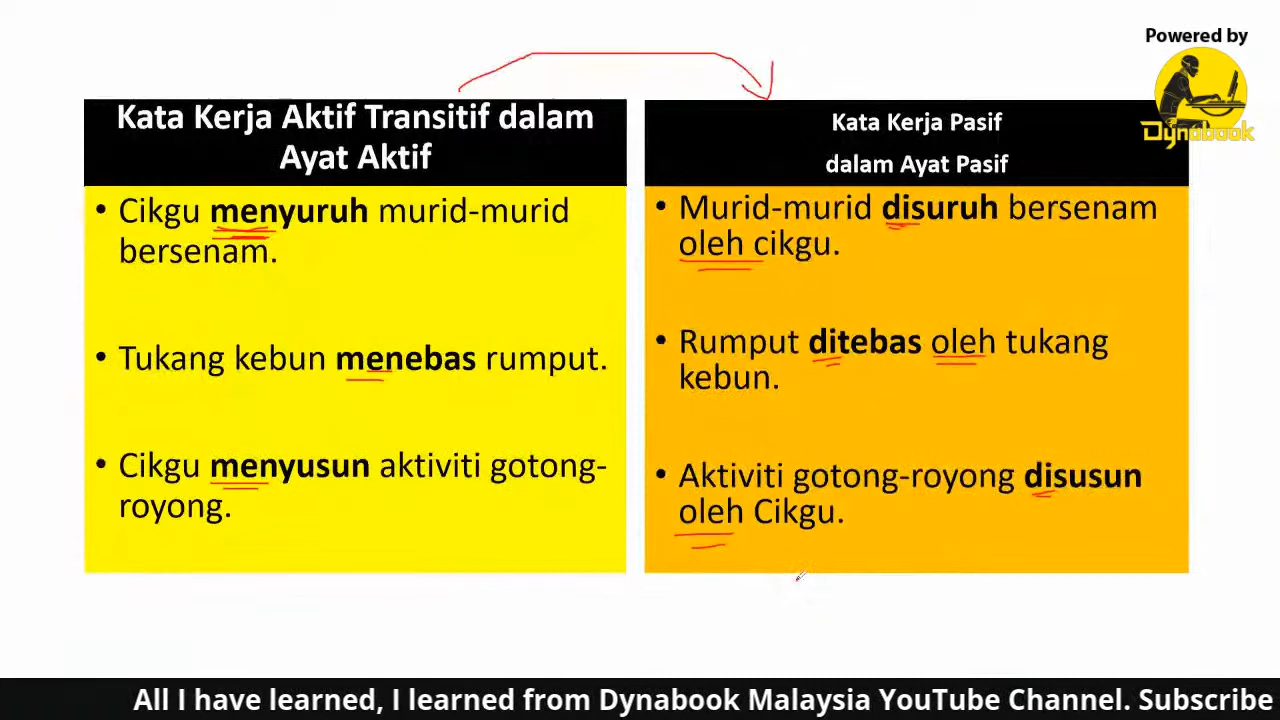 Powered by
Dynabook
Kata Kerja Aktif Transitif dalam
Ayat Aktif
• Cikgu menyuruh murid-murid
bersenam.
• Tukang kebun menebas rumput.
• Cikgu menyusun aktiviti gotong-
royong.
Kata Kerja Pasif
dalam Ayat Pasif
• Murid-murid disuruh bersenam
oleh cikgu.
• Rumput ditebas oleh tukang
kebun.
• Aktiviti gotong-royong disusun
oleh Cikgu.
All I have learned, I learned from Dynabook Malaysia YouTube Channel. Subscribe